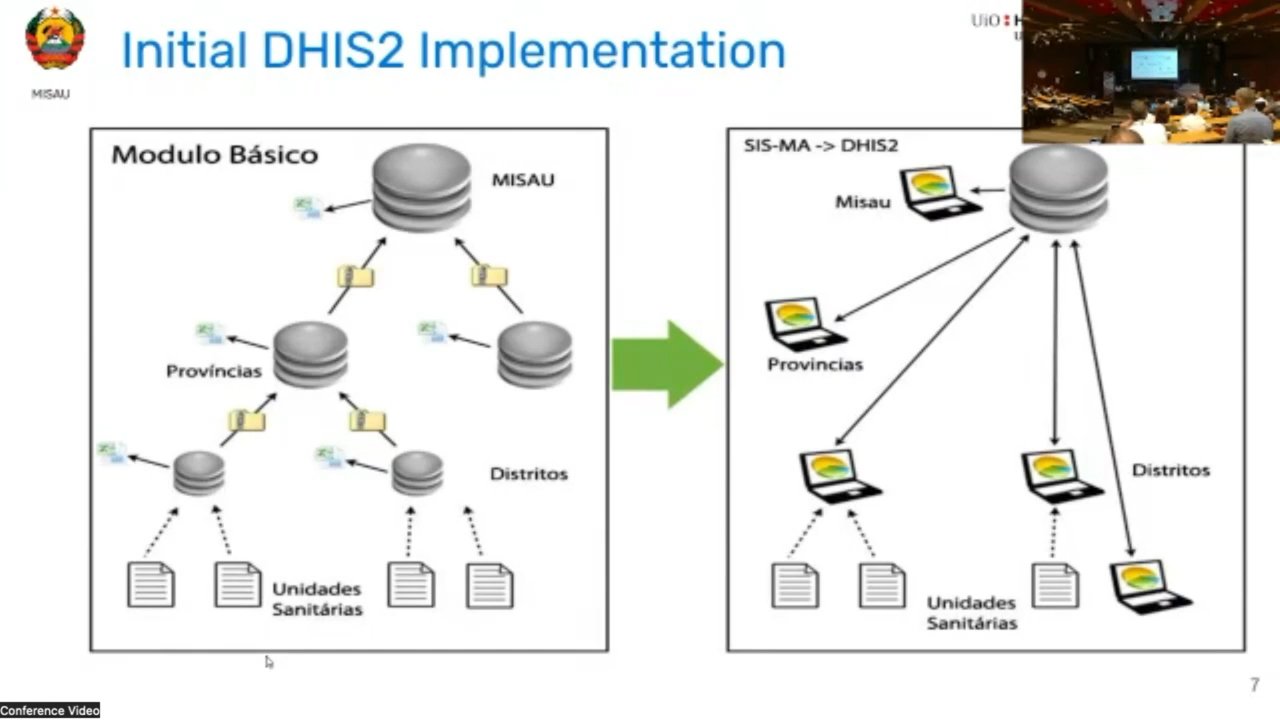 Initial DHIS2 Implementation
MISAU
UiO
Modulo Básico
MISAU
Províncias
Distritos
Unidades
Sanitárias
SIS-MA -> DHIS2
Misau
Provincias
Distritos
Unidades
Sanitárias
7
Conference Video